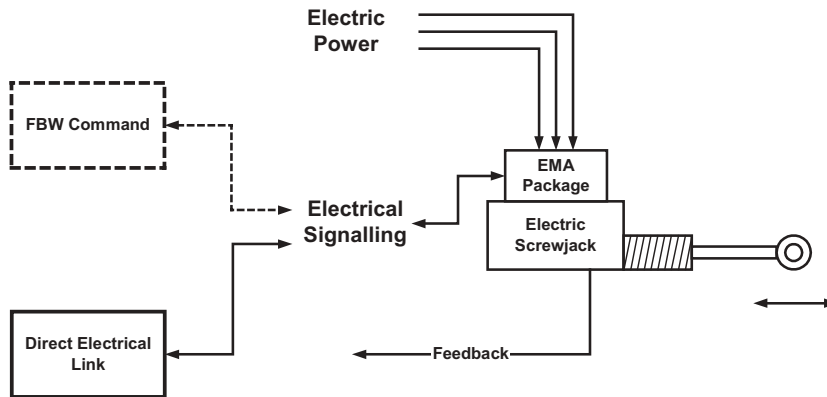 Electric
Power
FBW Command
EMA
Package
Electrical
Signalling
Electric
Screwjack
Direct Electrical
Link
Feedback